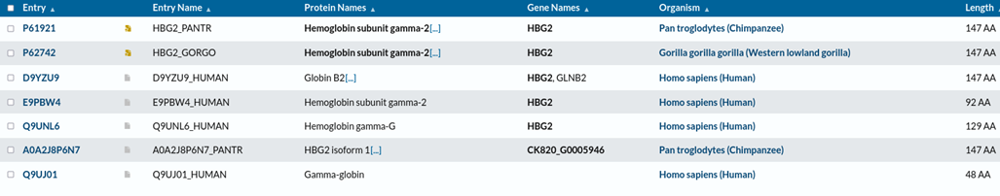 Entry Entry Name Protein Names Gene Names Organism Length
P61921 HBG2_PANTR Hemoglobin subunit gamma-2[...] HBG2 Pan troglodytes (Chimpanzee) 147 AA
P62742 HBG2_GORGO Hemoglobin subunit gamma-2[...] HBG2 Gorilla gorilla gorilla (Western lowland gorilla) 147 AA
D9YZU9 D9YZU9_HUMAN Globin B2[...] HBG2, GLNB2 Homo sapiens (Human) 147 AA
E9PBW4 E9PBW4_HUMAN Hemoglobin subunit gamma-2 HBG2 Homo sapiens (Human) 92 AA
Q9UNL6 Q9UNL6_HUMAN Hemoglobin gamma-G HBG2 Homo sapiens (Human) 129 AA
A0A2J8P6N7 A0A2J8P6N7_PANTR HBG2 isoform 1[...] CK820_G0005946 Pan troglodytes (Chimpanzee) 147 AA
Q9UJ01 Q9UJ01_HUMAN Gamma-globin Homo sapiens (Human) 48 AA